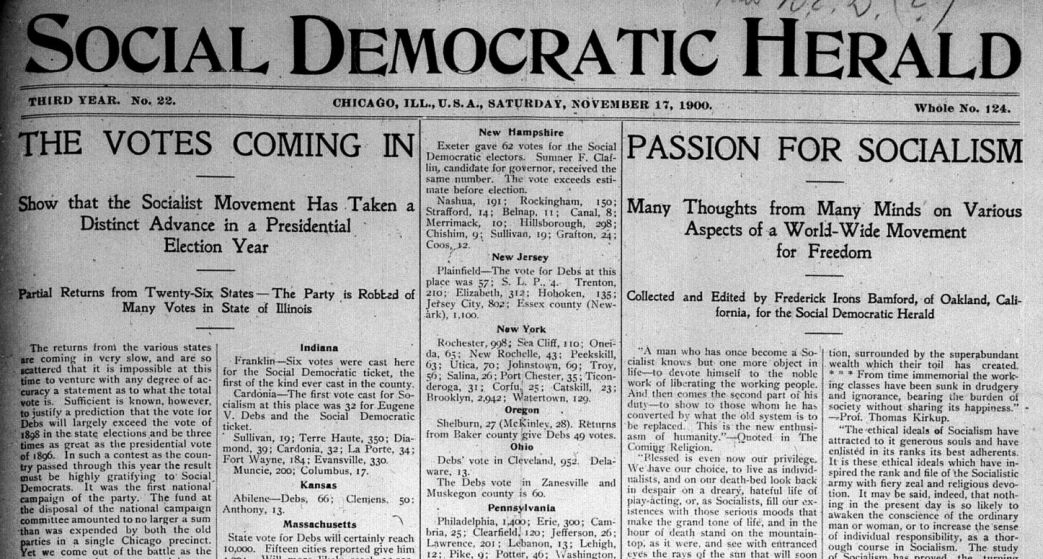 SOCIAL DEMOCRATIC HERALD
THIRD YEAR. No. 22.
CHICAGO, ILL., U.S.A., SATURDAY, NOVEMBER 17, 1900.
Whole No. 124.
THE VOTES COMING IN
Show that the Socialist Movement Has Taken a
Distinct Advance in a Presidential
Election Year
Partial Returns from Twenty-Six States—The Party is Robbed of
Many Votes in State of Illinois
The returns from the various states
are coming in very slow, and are so
scattered that it is impossible at this
time to venture with any degree of ac-
curacy a statement as to what the total
vote is. Sufficient is known, however,
to justify a prediction that the vote for
Debs will largely exceed the vote of
1898 in the state elections and be three
times as great as the presidential vote
of 1896. In such a contest as the coun-
try passed through this year the result
must be highly gratifying to Social
Democrats. It was the first national
campaign of the party. The fund at
the disposal of the national campaign
committee amounted to no larger a sum
than was expended by both the old
parties in a single Chicago precinct.
Yet we come out of the battle as the
Indiana
Franklin—Six votes were cast here
for the Social Democratic ticket, the
first of the kind ever cast in the county.
Cardonia—The first vote cast for So-
cialism at this place was 32 for Eugene
V. Debs and the Social Democratic
ticket.
Sullivan, 19; Terre Haute, 350; Dia-
mond, 39; Cardonia, 32; La Porte, 34;
Fort Wayne, 184; Evansville, 330.
Muncie, 200; Columbus, 17.
Kansas
Abilene—Debs, 66; Clemens, 50;
Anthony, 13.
Massachusetts
State vote for Debs will certainly reach
10,000. Fifteen cities reported give him
New Hampshire
Exeter gave 62 votes for the Social
Democratic electors. Sumner F. Claf-
lin, candidate for governor, received the
same number. The vote exceeds esti-
mate before election.
Nashua, 191; Rockingham, 150;
Strafford, 14; Belnap, 11; Canal, 8;
Merrimack, 10; Hillsborough, 298;
Chishim, 9; Sullivan, 19; Grafton, 24;
Coos, 12.
New Jersey
Plainfield—The vote for Debs at this
place was 57; S. L. P., 4. Trenton,
210; Elizabeth, 312; Hoboken, 135;
Jersey City, 802; Essex county (New-
ark), 1,100.
New York
Rochester, 998; Sea Cliff, 110; Onei-
da, 65; New Rochelle, 43; Peekskill,
63; Utica, 70; Johnstown, 69; Troy,
56; Salina, 26; Port Chester, 35; Ticon-
deroga, 31; Corfu, 25; Catskill, 23;
Brooklyn, 2,942; Watertown, 129.
Oregon
Shelburn, 27 (McKinley, 28). Returns
from Baker county give Debs 49 votes.
Ohio
Debs' vote in Cleveland, 952. Dela-
ware, 13.
The Debs vote in Zanesville and
Muskegon county is 60.
Pennsylvania
Philadelphia, 1,400; Erie, 300; Cam-
bria, 25; Clearfield, 120; Jefferson, 26;
Lawrence, 201; Lebanon, 13; Lehigh,
12; Pike, 9; Potter, 46; Washington,
PASSION FOR SOCIALISM
Many Thoughts from Many Minds on Various
Aspects of a World-Wide Movement
for Freedom
Collected and Edited by Frederick Irons Bamford, of Oakland, Cali-
fornia, for the Social Democratic Herald
"A man who has once become a So-
cialist knows but one more object in
life—to devote himself to the noble
work of liberating the working people.
And then comes the second part of his
duty—to show to those whom he has
converted by what the old system is to
be replaced. This is the new enthusi-
asm of humanity."—Quoted in The
Coming Religion.
"Blessed is even now our privilege.
We have our choice, to live as individ-
ualists, and on our death-bed look back
in despair on a dreary, hateful life of
play-acting, or, as Socialists, fill our ex-
istences with those serious moods that
make the grand tone of life, and in the
hour of death stand on the mountain-
top, as it were, and see with entranced
eyes the rays of the sun that will soon
tion, surrounded by the superabundant
wealth which their toil has created.
* * * From time immemorial the work-
ing classes have been sunk in drudgery
and ignorance, bearing the burden of
society without sharing its happiness."
—Prof. Thomas Kirkup.
"The ethical ideals of Socialism have
attracted to it generous souls and have
enlisted in its ranks its best adherents.
It is these ethical ideals which have in-
spired the rank and file of the Socialistic
army with fiery zeal and religious devo-
tion. It may be said, indeed, that noth-
ing in the present day is so likely to
awaken the conscience of the ordinary
man or woman, or to increase the sense
of individual responsibility, as a thor-
ough course in Socialism. The study
of Socialism has proved the turning